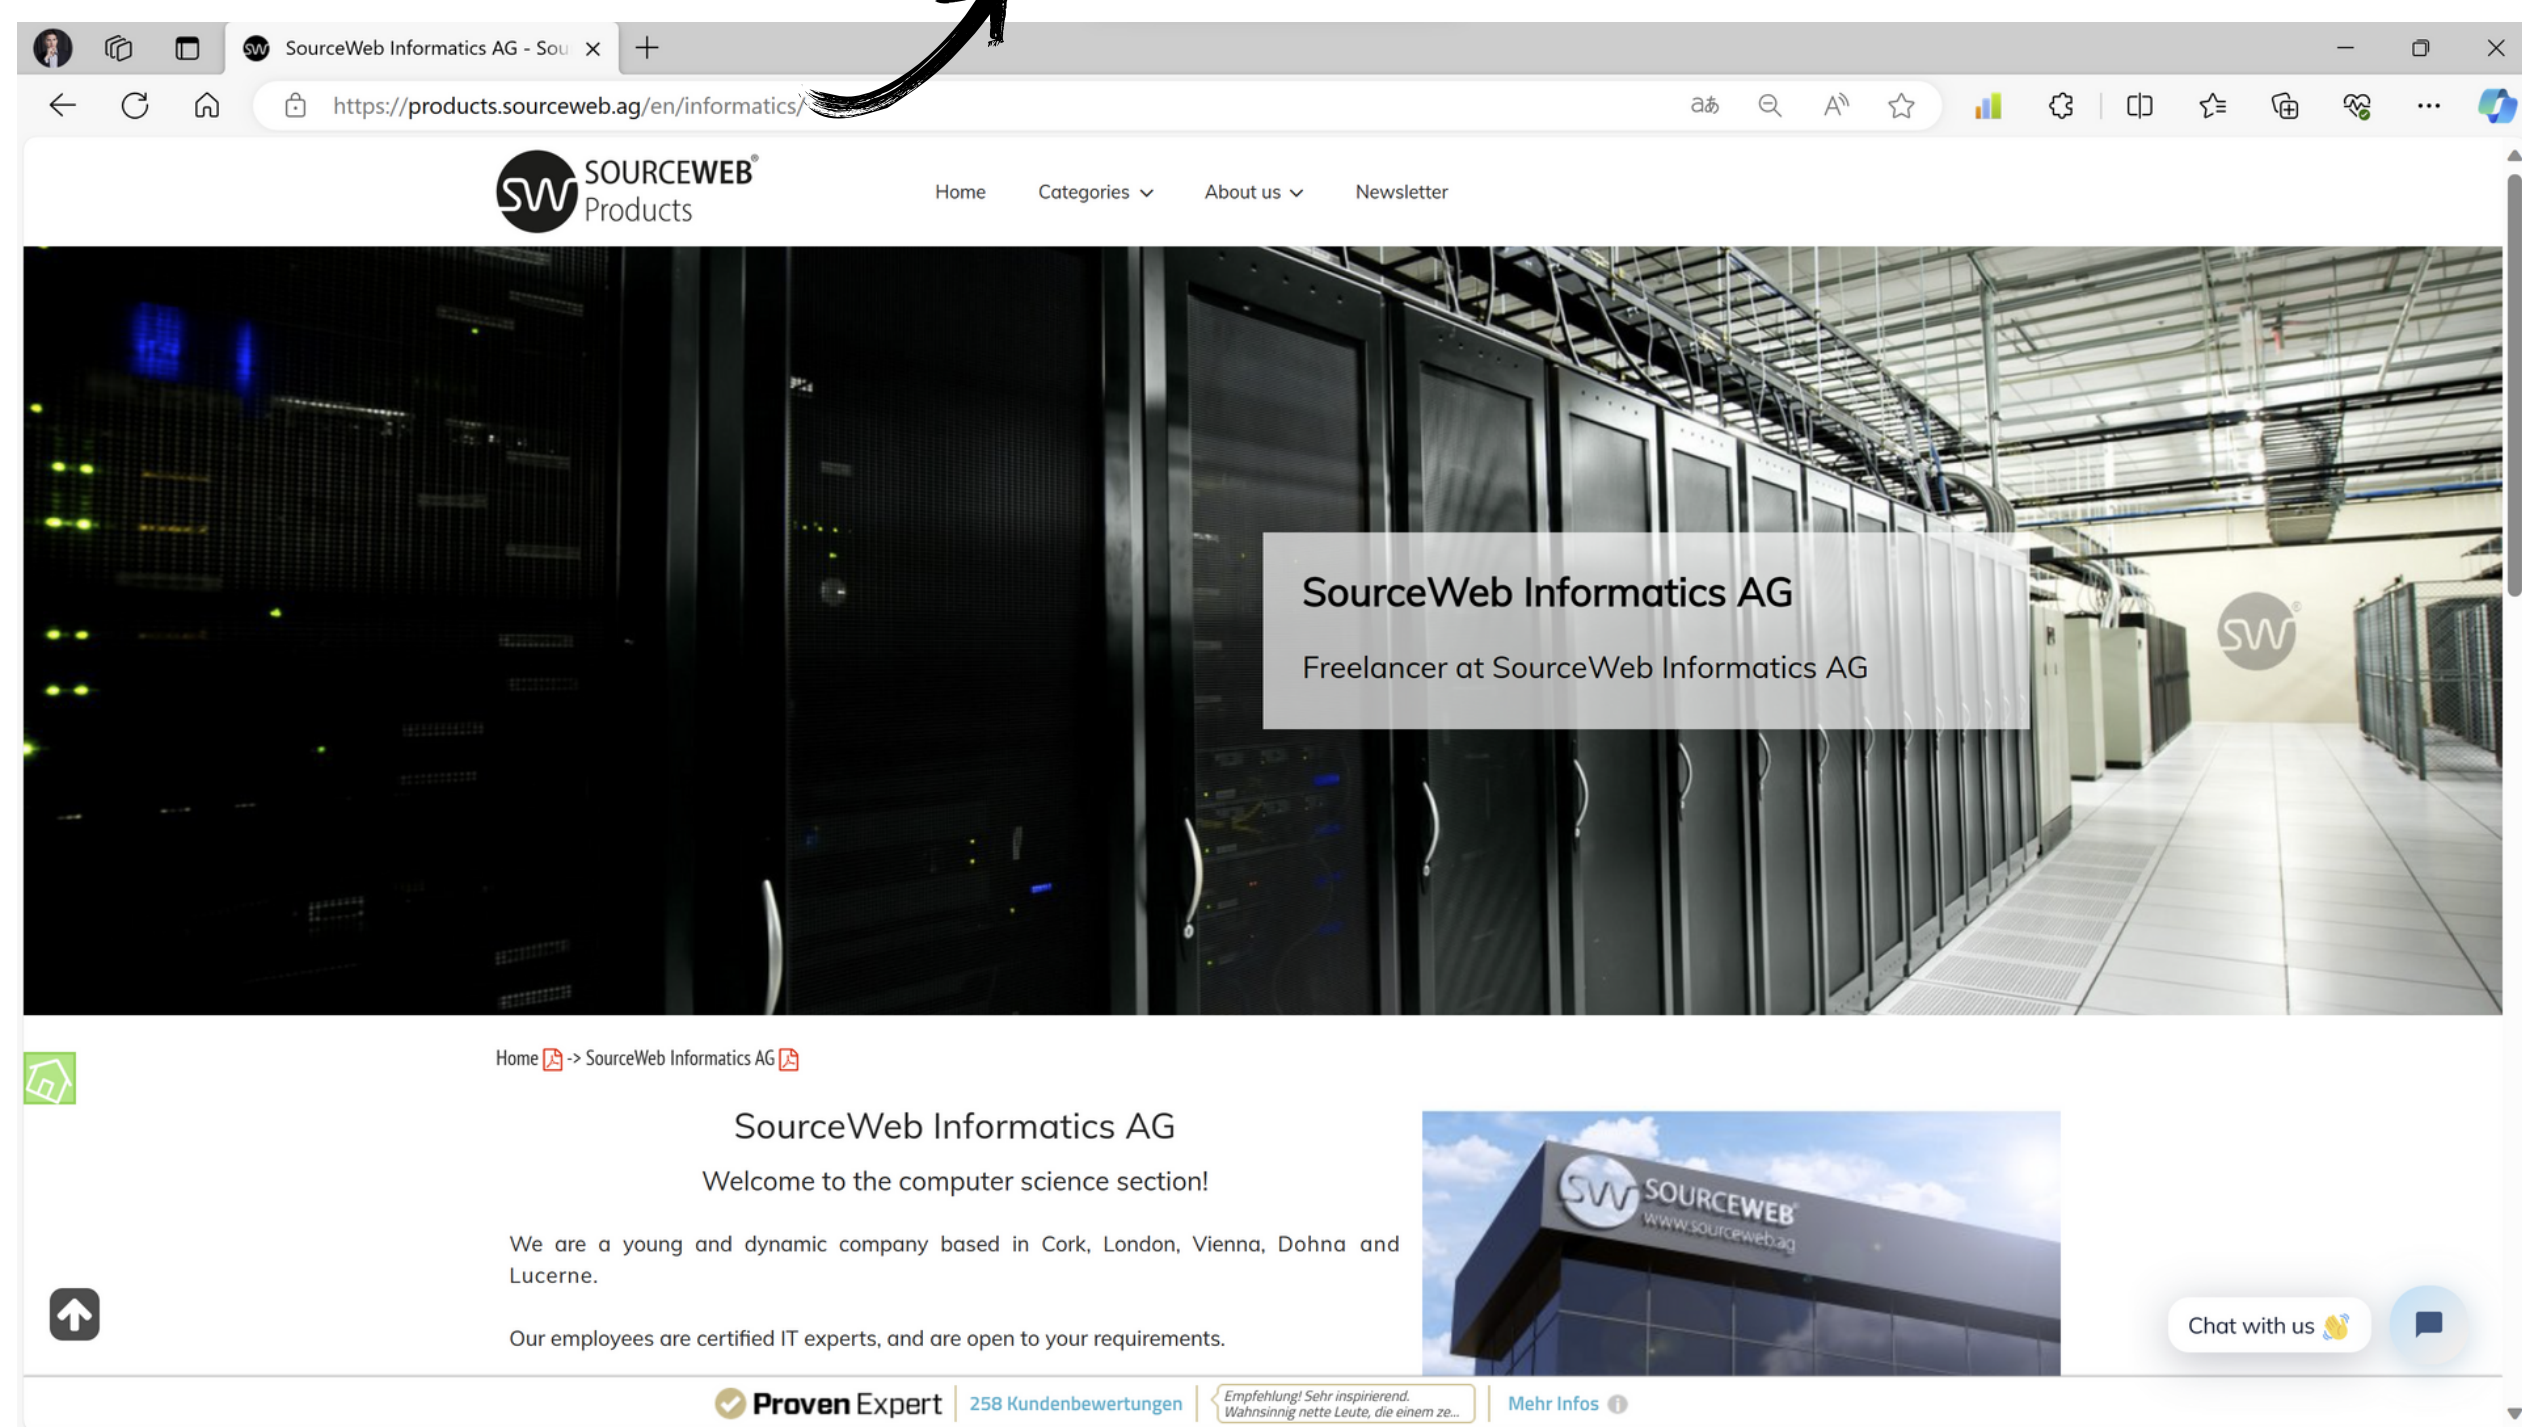 SourceWeb Informatics AG - Sou
https://products.sourceweb.ag/en/informatics/
SW SOURCEWEB®
Products
Home Categories About us Newsletter
SourceWeb Informatics AG
Freelancer at SourceWeb Informatics AG
SW®
Home -> SourceWeb Informatics AG
SourceWeb Informatics AG
Welcome to the computer science section!
We are a young and dynamic company based in Cork, London, Vienna, Dohna and
Lucerne.
Our employees are certified IT experts, and are open to your requirements.
SW SOURCEWEB®
www.sourceweb.ag
Chat with us 👋
Proven Expert
258 Kundenbewertungen
Empfehlung! Sehr inspirierend.
Wahnsinnig nette Leute, die einem ze...
Mehr Infos